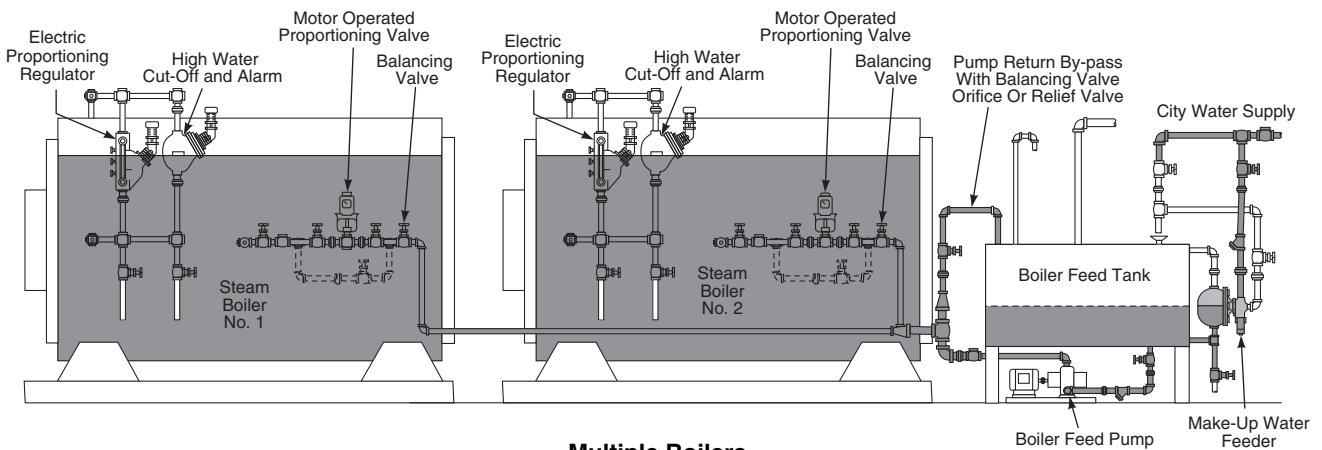 Electric
Proportioning
Regulator
High Water
Cut-Off and Alarm
Motor Operated
Proportioning Valve
Balancing
Valve
Electric
Proportioning
Regulator
High Water
Cut-Off and Alarm
Motor Operated
Proportioning Valve
Balancing
Valve
Pump Return By-pass
With Balancing Valve
Orifice Or Relief Valve
City Water Supply
Steam
Boiler
No. 1
Steam
Boiler
No. 2
Boiler Feed Tank
Boiler Feed Pump
Make-Up Water
Feeder
Multiple Boilers